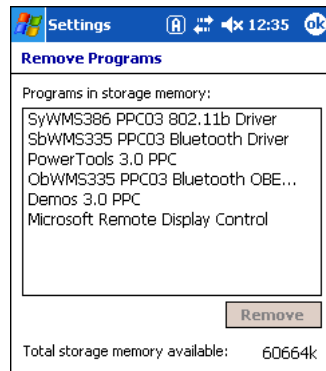 Settings A 12:35 ok
Remove Programs
Programs in storage memory:
SyWMS386 PPC03 802.11b Driver
SbWMS335 PPC03 Bluetooth Driver
PowerTools 3.0 PPC
ObWMS335 PPC03 Bluetooth OBE...
Demos 3.0 PPC
Microsoft Remote Display Control
Remove
Total storage memory available: 60664k